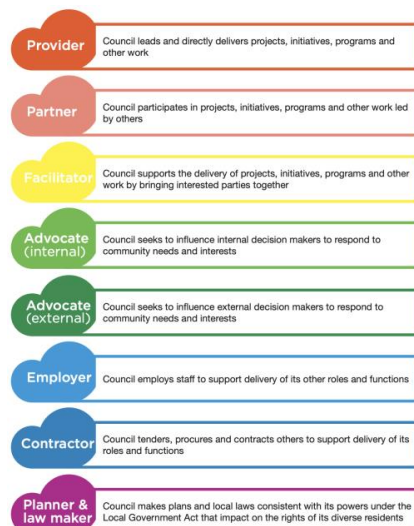 Provider
Council leads and directly delivers projects, initiatives, programs and
other work
Partner
Council participates in projects, initiatives, programs and other work led
by others
Facilitator
Council supports the delivery of projects, initiatives, programs and other
work by bringing interested parties together
Advocate
(internal)
Council seeks to influence internal decision makers to respond to
community needs and interests
Advocate
(external)
Council seeks to influence external decision makers to respond to
community needs and interests
Employer
Council employs staff to support delivery of its other roles and functions
Contractor
Council tenders, procures and contracts others to support delivery of its
roles and functions
Planner &
law maker
Council makes plans and local laws consistent with its powers under the
Local Government Act that impact on the rights of its diverse residents